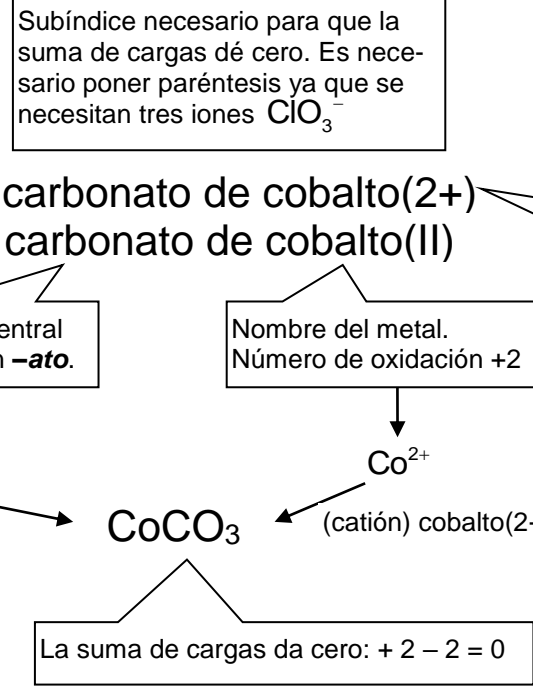 Subíndice necesario para que la
suma de cargas dé cero. Es nece-
sario poner paréntesis ya que se
necesitan tres iones ClO₃⁻
carbonato de cobalto(2+)
carbonato de cobalto(II)
entral
n –ato.
Nombre del metal.
Número de oxidación +2
Co²⁺
CoCO₃
(catión) cobalto(2
La suma de cargas da cero: + 2 – 2 = 0